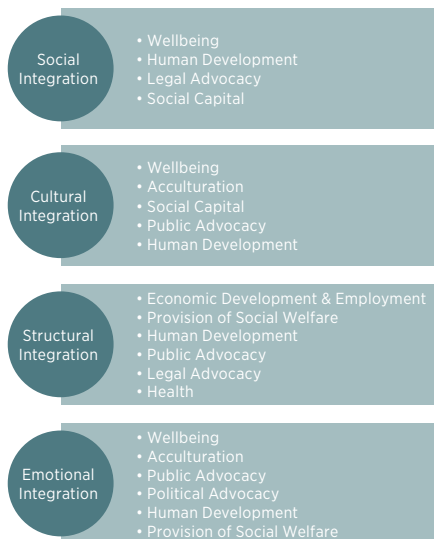 Social
Integration
• Wellbeing
• Human Development
• Legal Advocacy
• Social Capital
Cultural
Integration
• Wellbeing
• Acculturation
• Social Capital
• Public Advocacy
• Human Development
Structural
Integration
• Economic Development & Employment
• Provision of Social Welfare
• Human Development
• Public Advocacy
• Legal Advocacy
• Health
Emotional
Integration
• Wellbeing
• Acculturation
• Public Advocacy
• Political Advocacy
• Human Development
• Provision of Social Welfare